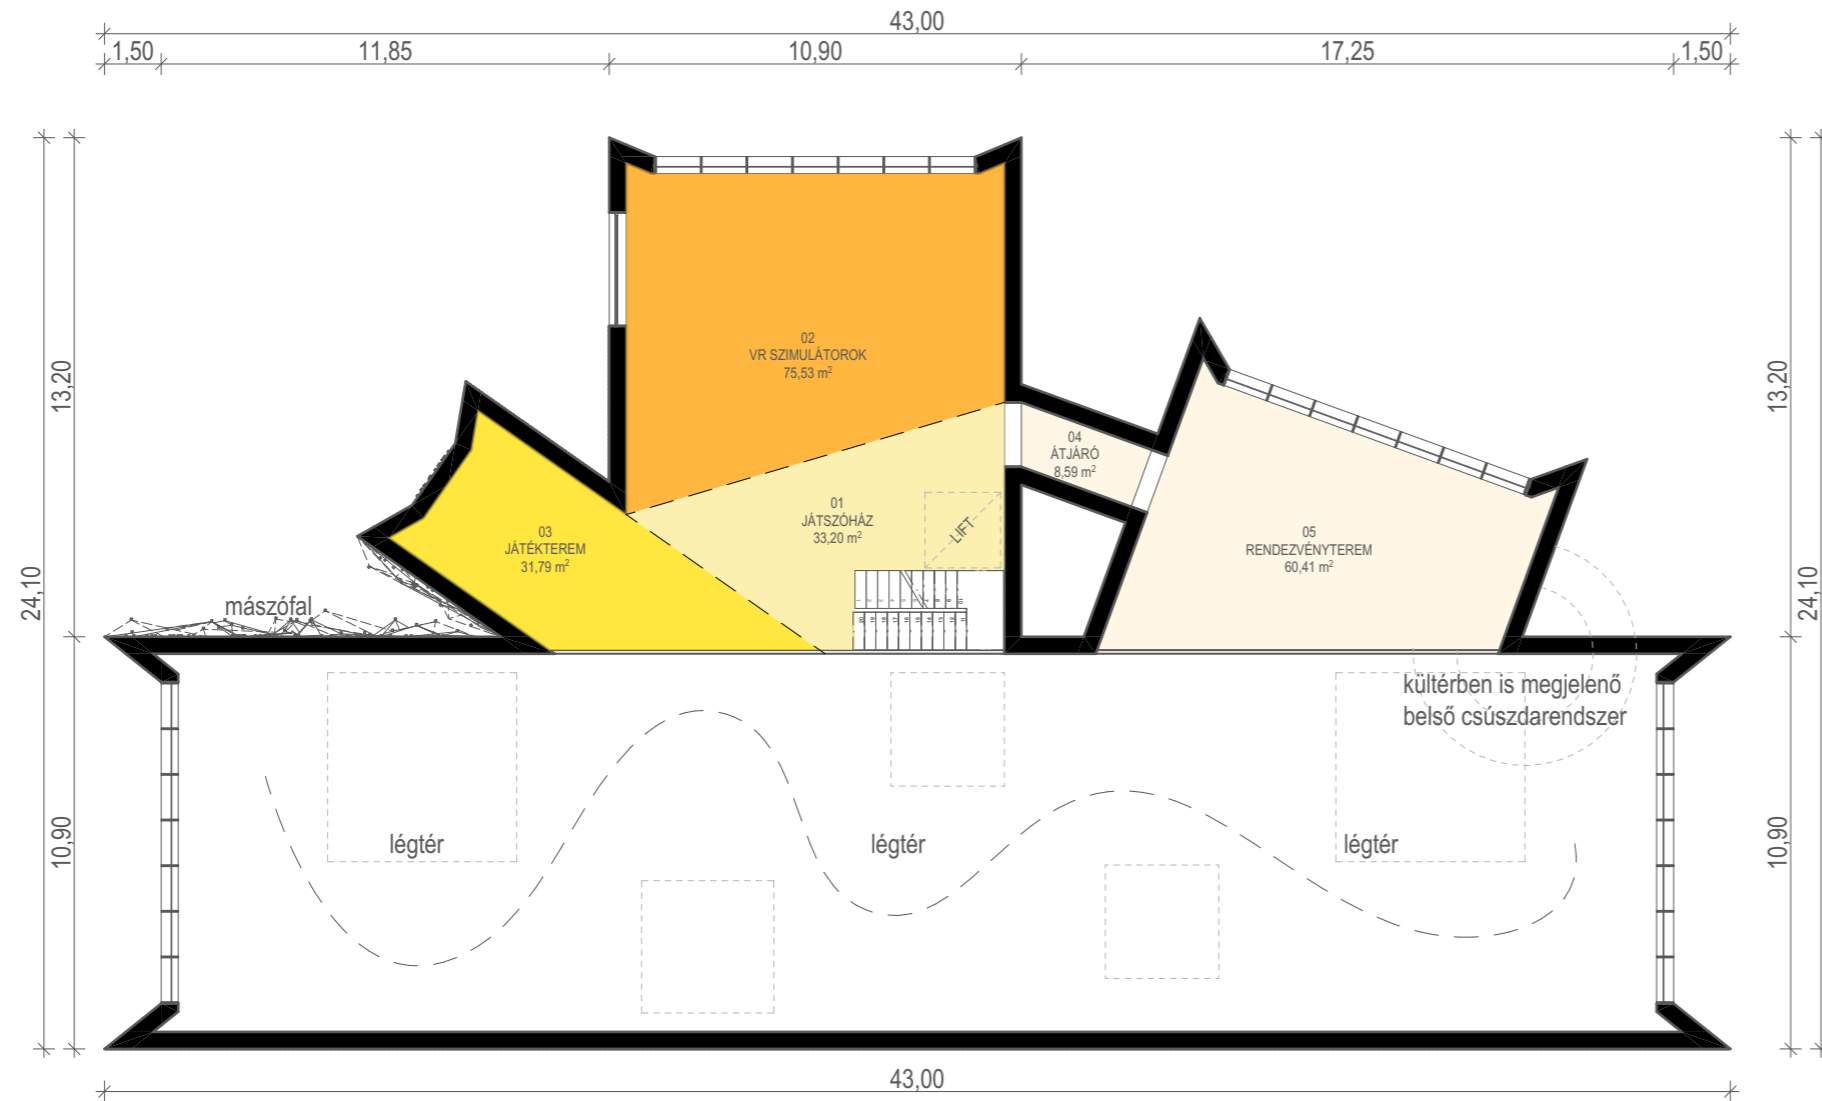 43,00
1,50
11,85
10,90
17,25
1,50
13,20
24,10
10,90
13,20
24,10
10,90
02
VR SZIMULÁTOROK
75,53 m²
04
ÁTJÁRÓ
8,59 m²
01
JÁTSZÓHÁZ
33,20 m²
LIFT
03
JÁTÉKTEREM
31,79 m²
05
RENDEZVÉNYTEREM
60,41 m²
mászófal
kültérben is megjelenő
belső csúszdarendszer
légtér
légtér
légtér
43,00